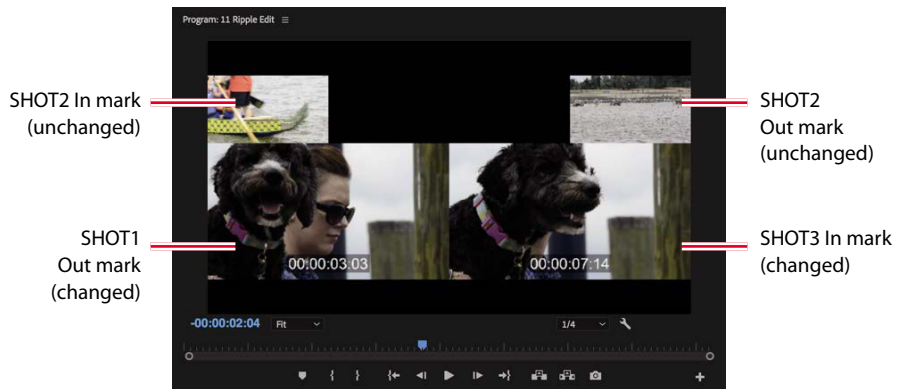 Program: 11 Ripple Edit
SHOT2 In mark
(unchanged)
SHOT2
Out mark
(unchanged)
SHOT1
Out mark
(changed)
SHOT3 In mark
(changed)
00:00:03:03
00:00:07:14
-00:00:02:04
Fit
1/4